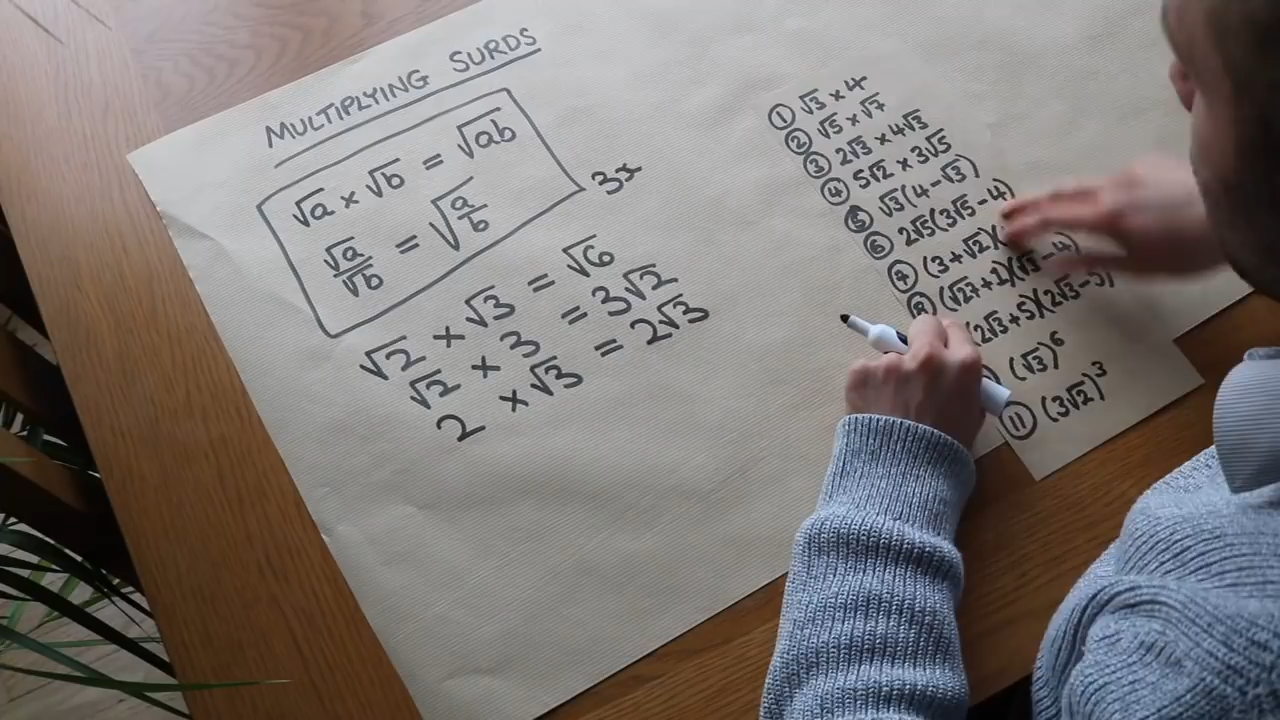 MULTIPLYING SURDS
√a × √b = √ab
√a/√b = √(a/b)
3x
√2 × √3 = √6
√2 × 3 = 3√2
2 × √3 = 2√3
① √3 × 4
② √5 × √7
③ 2√3 × 4√3
④ 5√2 × 3√5
⑤ √3(4-√3)
⑥ 2√5(3√5-4)
⑦ (3+√2)(
(√27+1)(√3-4)
(2√3+5)(2√3-5)
(√3)⁶
⑪ (3√2)³